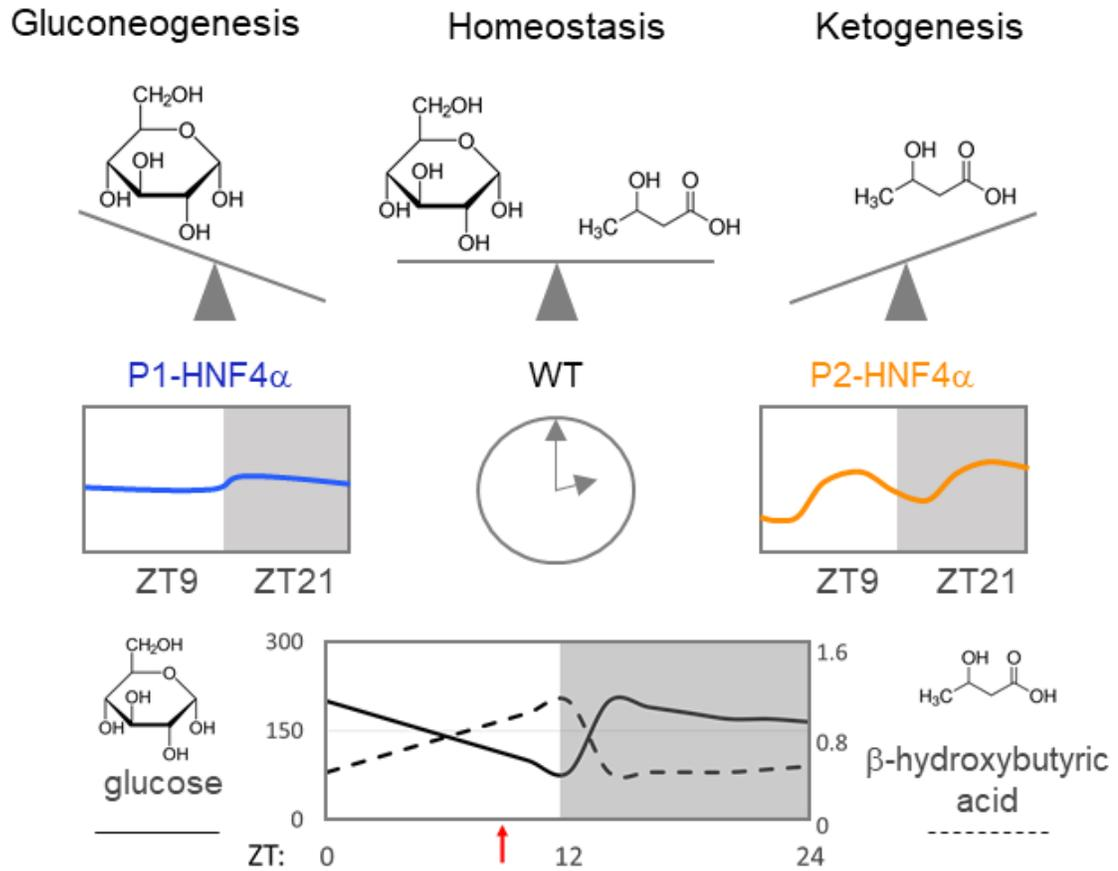 Gluconeogenesis Homeostasis Ketogenesis
CH₂OH
O
OH
OH
OH
OH
CH₂OH
O
OH
OH
OH
OH
OH O
H₃C OH
OH O
H₃C OH
P1-HNF4α WT P2-HNF4α
ZT9 ZT21
ZT9 ZT21
CH₂OH
O
OH
OH
OH
OH
glucose
300
150
0
1.6
0.8
0
ZT: 0 12 24
OH O
H₃C OH
β-hydroxybutyric
acid